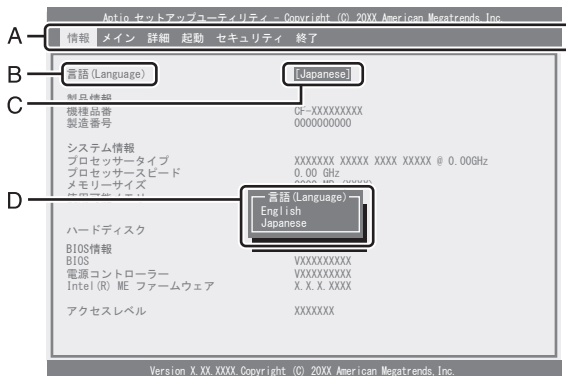 Aptio セットアップユーティリティ - Copyright (C) 20XX American Megatrends, Inc.
A
情報 メイン 詳細 起動 セキュリティ 終了
B
言語(Language) [Japanese]
C
製品情報
機種品番 CF-XXXXXXXXX
製造番号 0000000000
システム情報
プロセッサータイプ XXXXXXX XXXXX XXXX XXXXX @ 0.00GHz
プロセッサースピード 0.00 GHz
メモリーサイズ
D
言語(Language)
English
Japanese
ハードディスク
BIOS情報
BIOS VXXXXXXXXX
電源コントローラー VXXXXXXXXX
Intel(R) ME ファームウェア X.X.X.XXXX
アクセスレベル XXXXXXX
Version X.XX.XXXX.Copyright (C) 20XX American Megatrends,Inc.